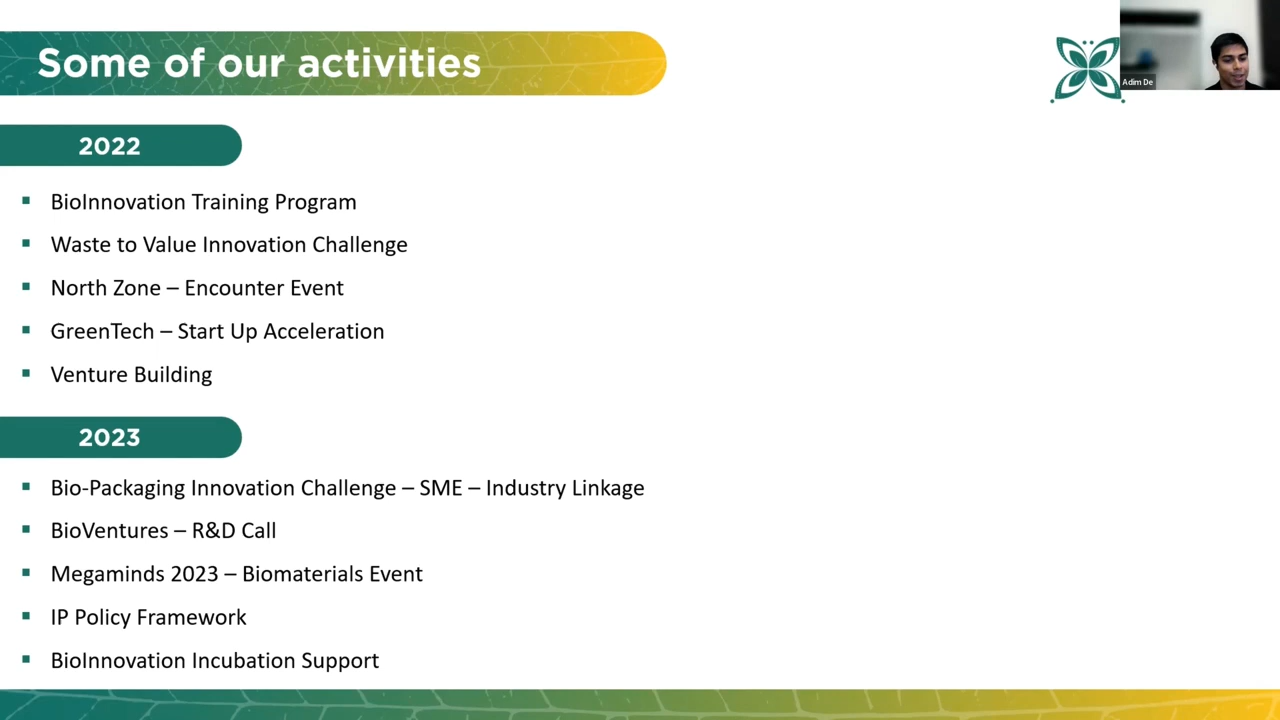 Some of our activities
Adim De
2022
▪ BioInnovation Training Program
▪ Waste to Value Innovation Challenge
▪ North Zone – Encounter Event
▪ GreenTech – Start Up Acceleration
▪ Venture Building
2023
▪ Bio-Packaging Innovation Challenge – SME – Industry Linkage
▪ BioVentures – R&D Call
▪ Megaminds 2023 – Biomaterials Event
▪ IP Policy Framework
▪ BioInnovation Incubation Support